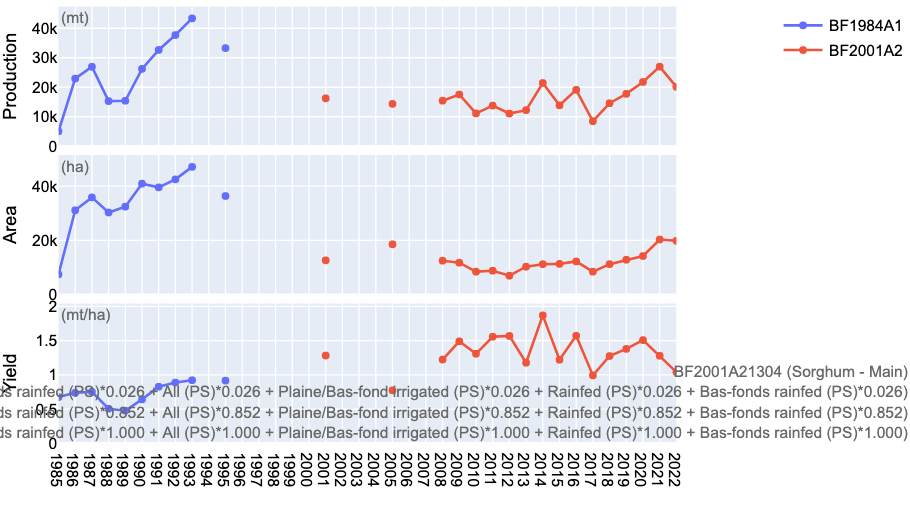 (mt)
BF1984A1
BF2001A2
Production
40k
30k
20k
10k
0
(ha)
Area
40k
20k
0
(mt/ha)
Yield
2
1.5
1
0.5
0
BF2001A21304 (Sorghum - Main)
ds rainfed (PS)*0.026 + All (PS)*0.026 + Plaine/Bas-fond irrigated (PS)*0.026 + Rainfed (PS)*0.026 + Bas-fonds rainfed (PS)*0.026)
ds rainfed (PS)*0.852 + All (PS)*0.852 + Plaine/Bas-fond irrigated (PS)*0.852 + Rainfed (PS)*0.852 + Bas-fonds rainfed (PS)*0.852)
ds rainfed (PS)*1.000 + All (PS)*1.000 + Plaine/Bas-fond irrigated (PS)*1.000 + Rainfed (PS)*1.000 + Bas-fonds rainfed (PS)*1.000)
1985 1986 1987 1988 1989 1990 1991 1992 1993 1994 1995 1996 1997 1998 1999 2000 2001 2002 2003 2004 2005 2006 2007 2008 2009 2010 2011 2012 2013 2014 2015 2016 2017 2018 2019 2020 2021 2022